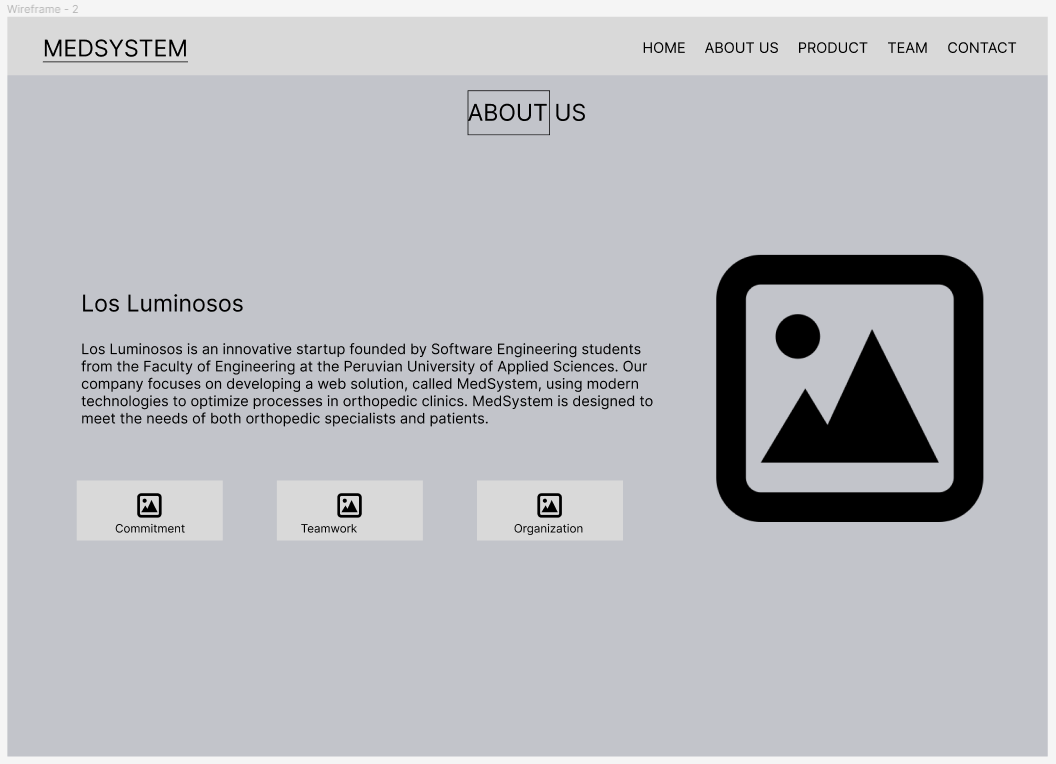 Wireframe - 2
MEDSYSTEM
HOME ABOUT US PRODUCT TEAM CONTACT
ABOUT US
Los Luminosos
Los Luminosos is an innovative startup founded by Software Engineering students
from the Faculty of Engineering at the Peruvian University of Applied Sciences. Our
company focuses on developing a web solution, called MedSystem, using modern
technologies to optimize processes in orthopedic clinics. MedSystem is designed to
meet the needs of both orthopedic specialists and patients.
Commitment
Teamwork
Organization